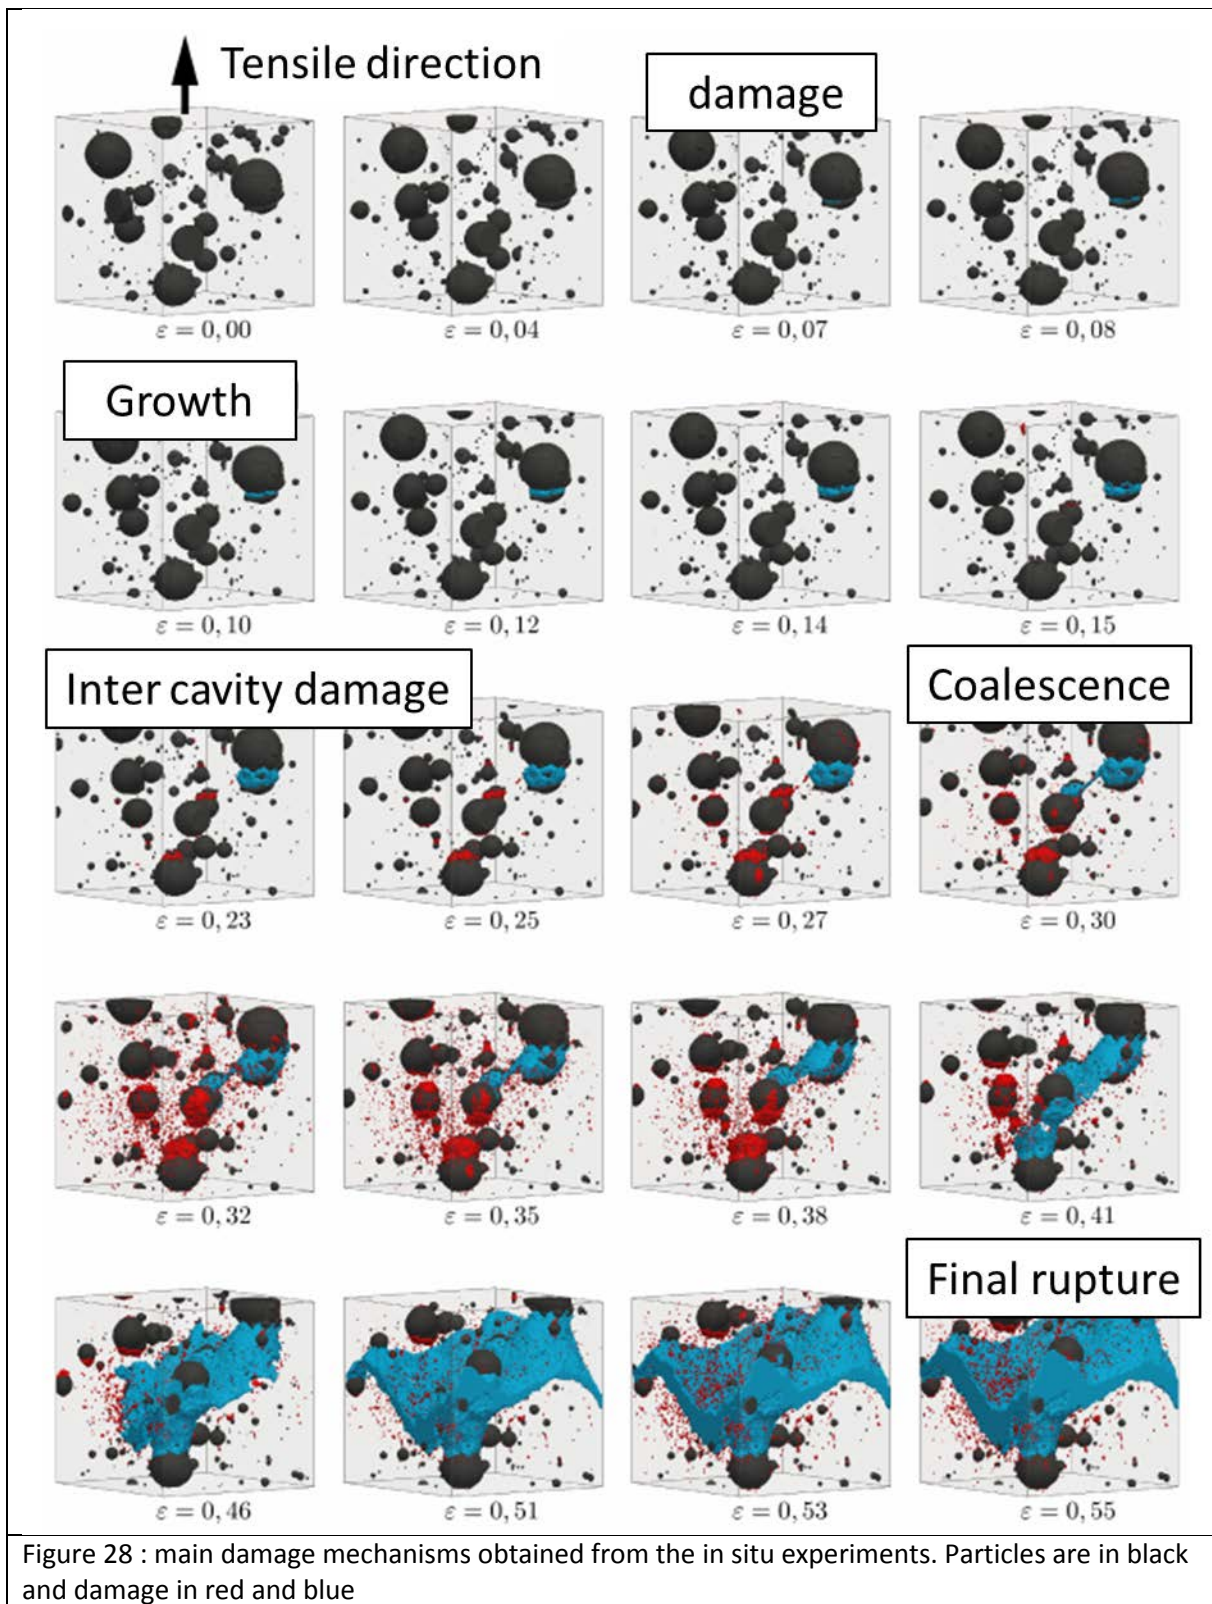 Tensile direction
damage
ε = 0, 00
ε = 0, 04
ε = 0, 07
ε = 0, 08
Growth
ε = 0, 10
ε = 0, 12
ε = 0, 14
ε = 0, 15
Inter cavity damage
Coalescence
ε = 0, 23
ε = 0, 25
ε = 0, 27
ε = 0, 30
ε = 0, 32
ε = 0, 35
ε = 0, 38
ε = 0, 41
Final rupture
ε = 0, 46
ε = 0, 51
ε = 0, 53
ε = 0, 55
Figure 28 : main damage mechanisms obtained from the in situ experiments. Particles are in black
and damage in red and blue